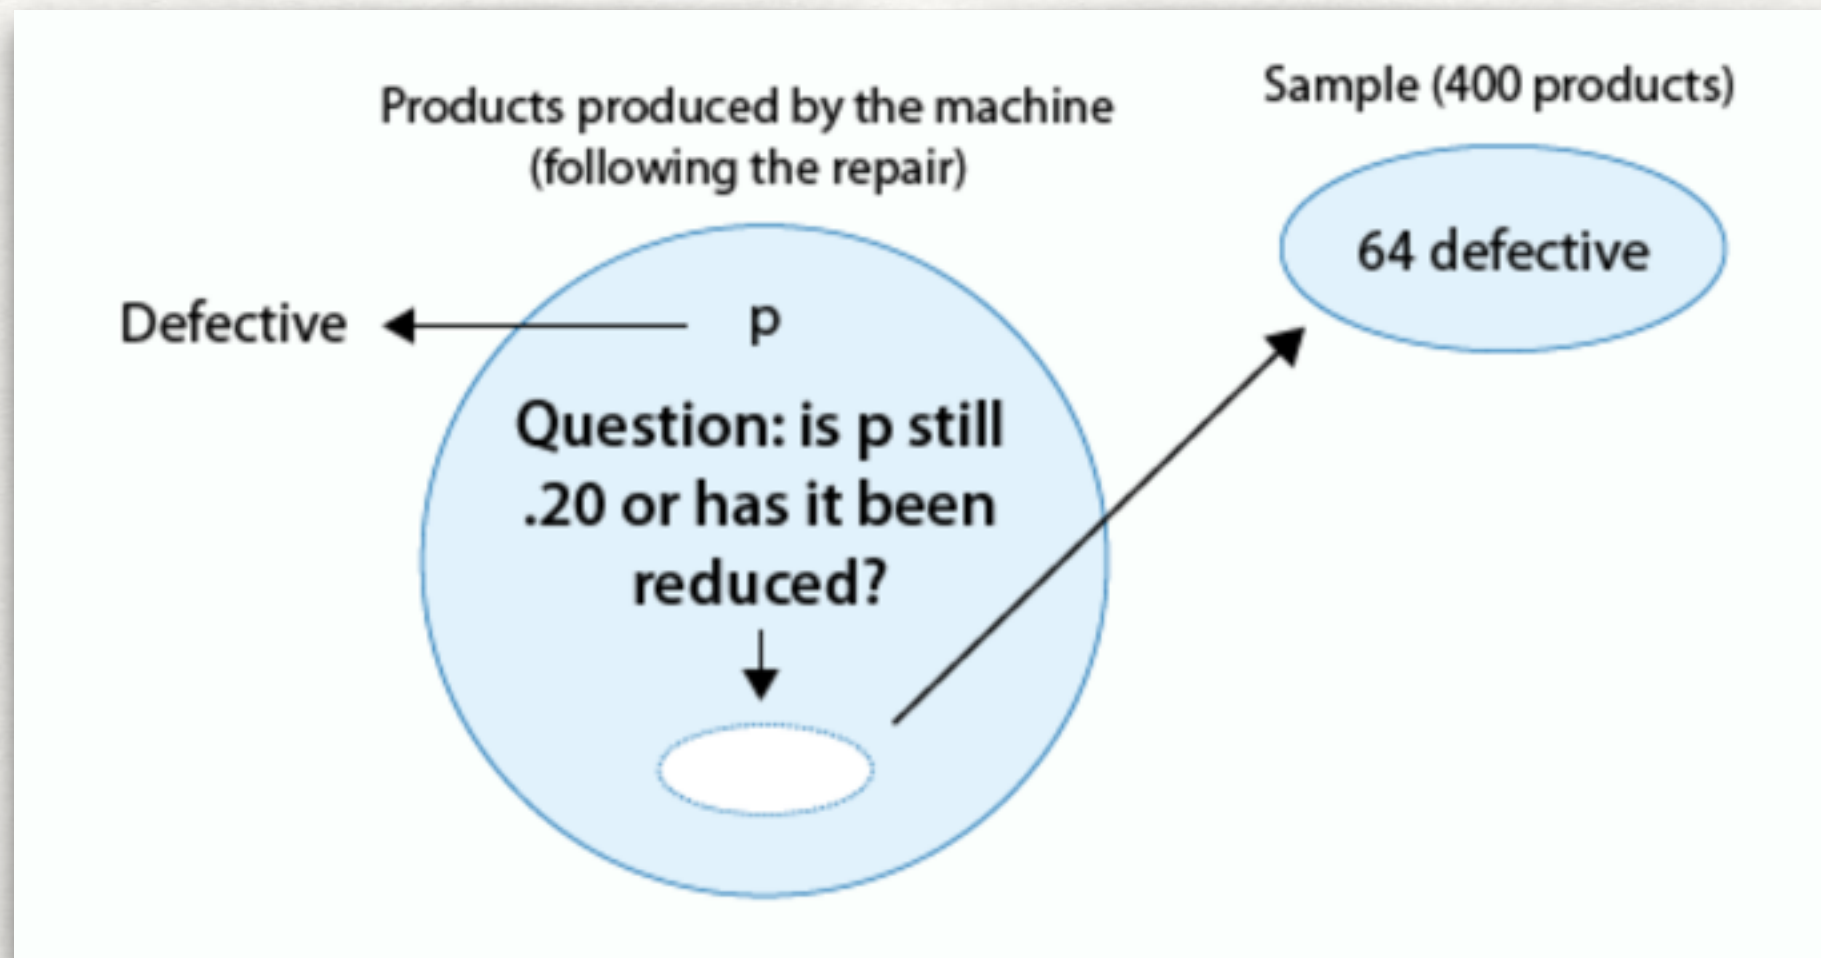 Products produced by the machine
(following the repair)
Sample (400 products)
64 defective
Defective
p
Question: is p still
.20 or has it been
reduced?